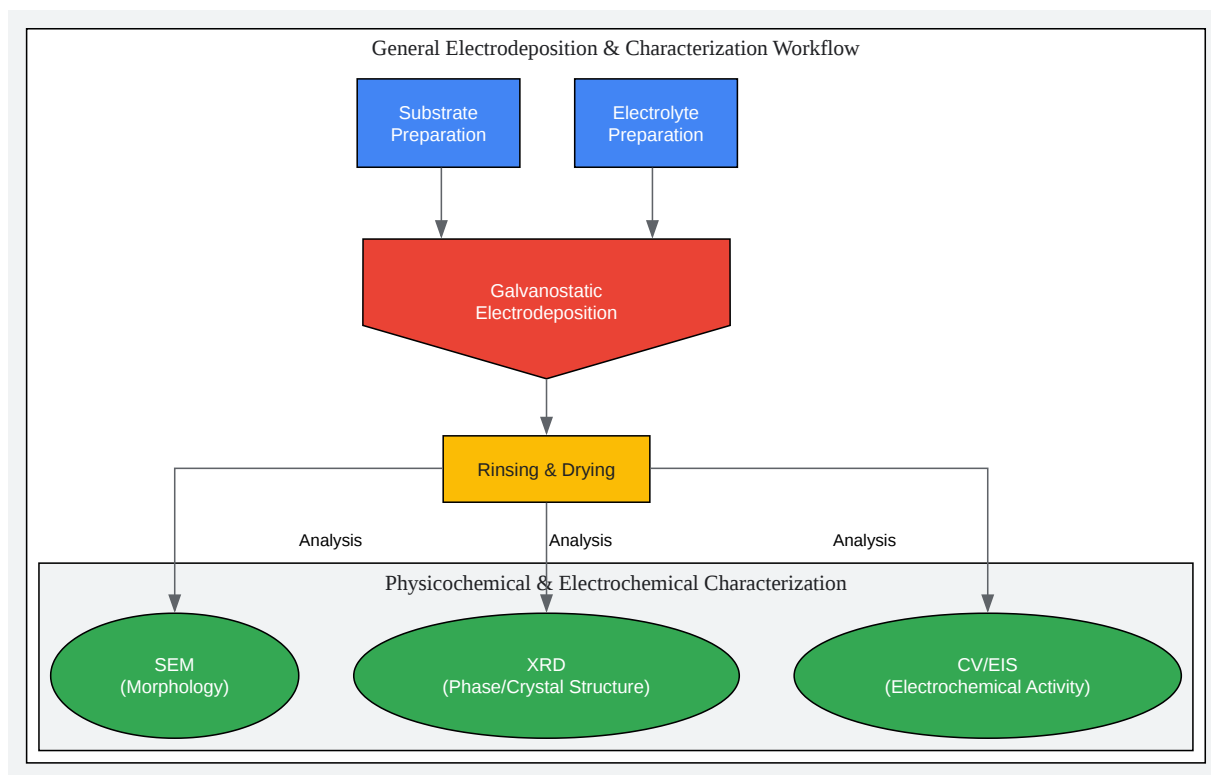 General Electrodeposition & Characterization Workflow
Substrate
Preparation
Electrolyte
Preparation
Galvanostatic
Electrodeposition
Rinsing & Drying
Analysis
Analysis
Analysis
Physicochemical & Electrochemical Characterization
SEM
(Morphology)
XRD
(Phase/Crystal Structure)
CV/EIS
(Electrochemical Activity)